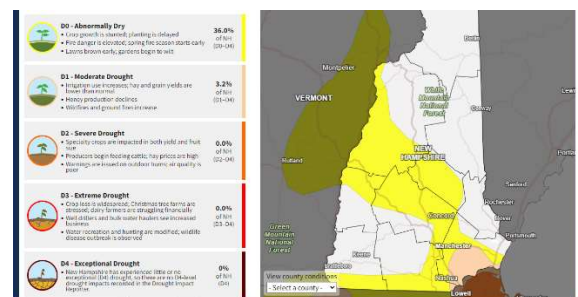 D0 - Abnormally Dry
• Crop growth is stunted; planting is delayed
• Fire danger is elevated; spring fire season starts early
• Lawns brown early; gardens begin to wilt
36.0%
of NH
(D0–D4)
D1 - Moderate Drought
• Irrigation use increases; hay and grain yields are
lower than normal
• Honey production declines
• Wildfires and ground fires increase
3.2%
of NH
(D1–D4)
D2 - Severe Drought
• Specialty crops are impacted in both yield and fruit
size
• Producers begin feeding cattle; hay prices are high
• Warnings are issued on outdoor burns; air quality is
poor
0.0%
of NH
(D2–D4)
D3 - Extreme Drought
• Crop loss is widespread; Christmas tree farms are
stressed; dairy farmers are struggling financially
• Well drillers and bulk water haulers see increased
business
• Water recreation and hunting are modified; wildlife
disease outbreak is observed
0.0%
of NH
(D3–D4)
D4 - Exceptional Drought
• New Hampshire has experienced little or no
exceptional (D4) drought, so there are no D4-level
drought impacts recorded in the Drought Impact
Reporter.
0%
of NH
(D4)
Berlin
Montpelier
White
Mountain
National
Forest
Conway
VERMONT
NEW
HAMPSHIRE
Rutland
Sanford
Rochester
Concord
Dover
Portsmouth
Green
Mountain
National
Forest
Manchester
Keene
Brattleboro
Nashua
Lowell
View county conditions
- Select a county -